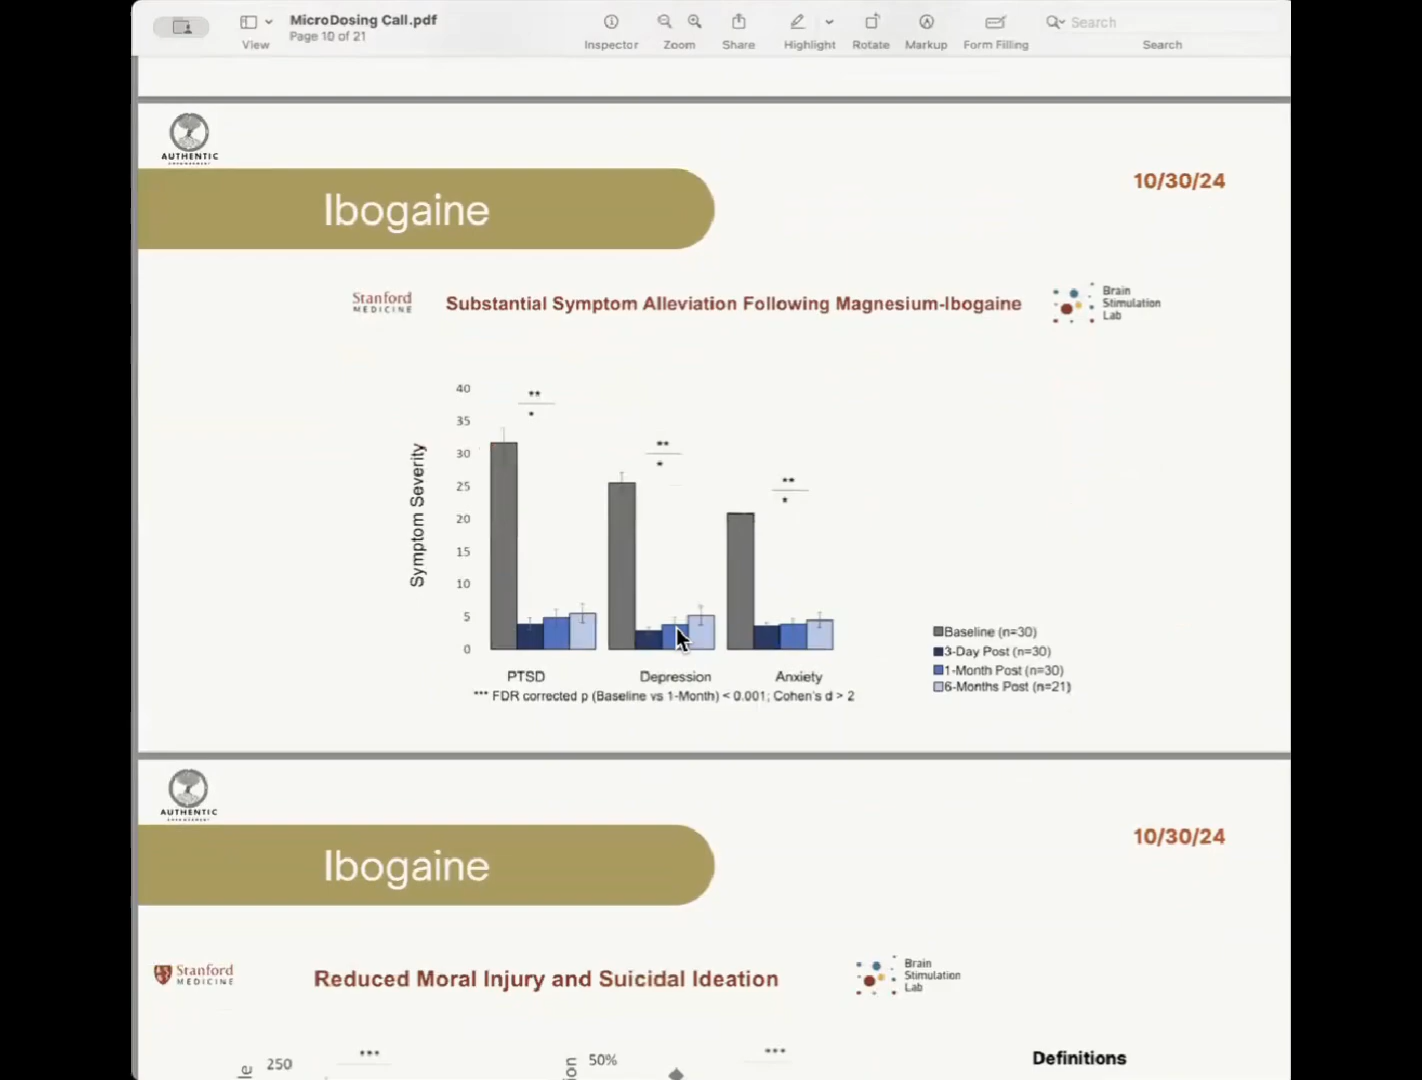 MicroDosing Call.pdf
Page 10 of 21
View
Inspector
Zoom
Share
Highlight
Rotate
Markup
Form Filling
Search
Search
AUTHENTIC
10/30/24
Ibogaine
Stanford
MEDICINE
Substantial Symptom Alleviation Following Magnesium-Ibogaine
Brain
Stimulation
Lab
Symptom Severity
40
35
30
25
20
15
10
5
0
**
*
**
*
**
*
PTSD
Depression
Anxiety
*** FDR corrected p (Baseline vs 1-Month) < 0.001; Cohen's d > 2
Baseline (n=30)
3-Day Post (n=30)
1-Month Post (n=30)
6-Months Post (n=21)
AUTHENTIC
10/30/24
Ibogaine
Stanford
MEDICINE
Reduced Moral Injury and Suicidal Ideation
Brain
Stimulation
Lab
250
***
50%
***
Definitions